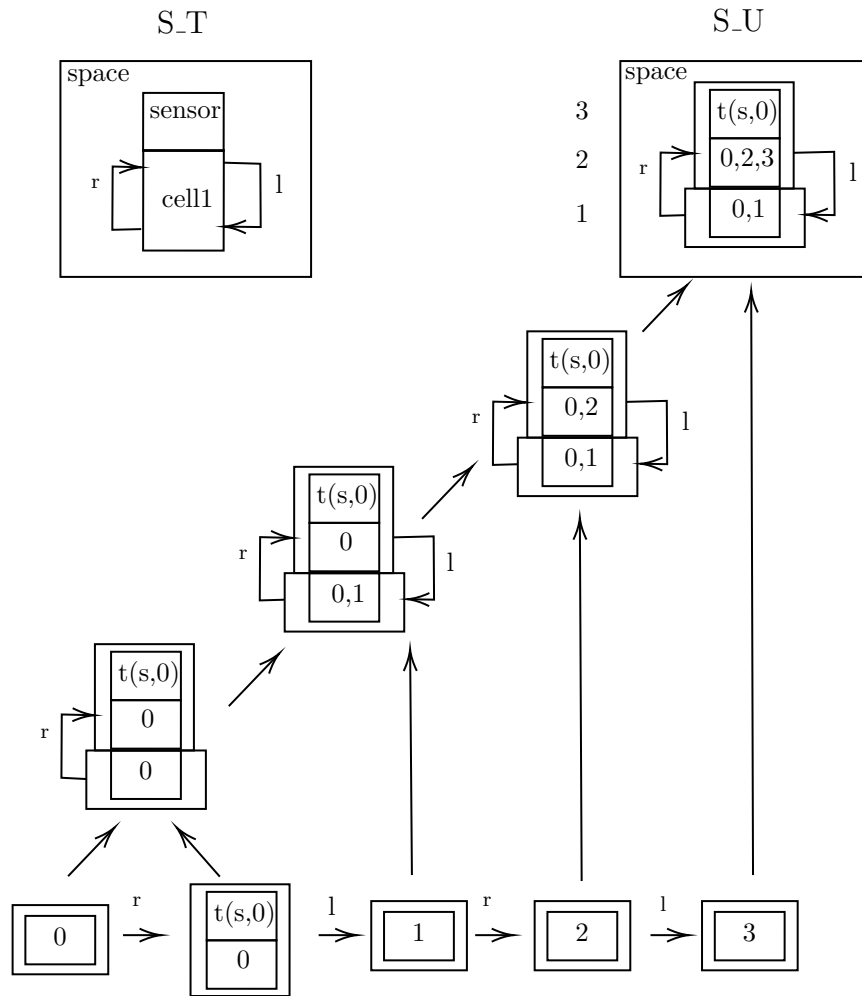 S_T
S_U
space
sensor
r
l
cell1
space
3
t(s,0)
2
0,2,3
r
l
1
0,1
t(s,0)
0,2
r
l
0,1
t(s,0)
0
r
l
0,1
t(s,0)
0
r
0
0
r
t(s,0)
0
l
1
r
2
l
3